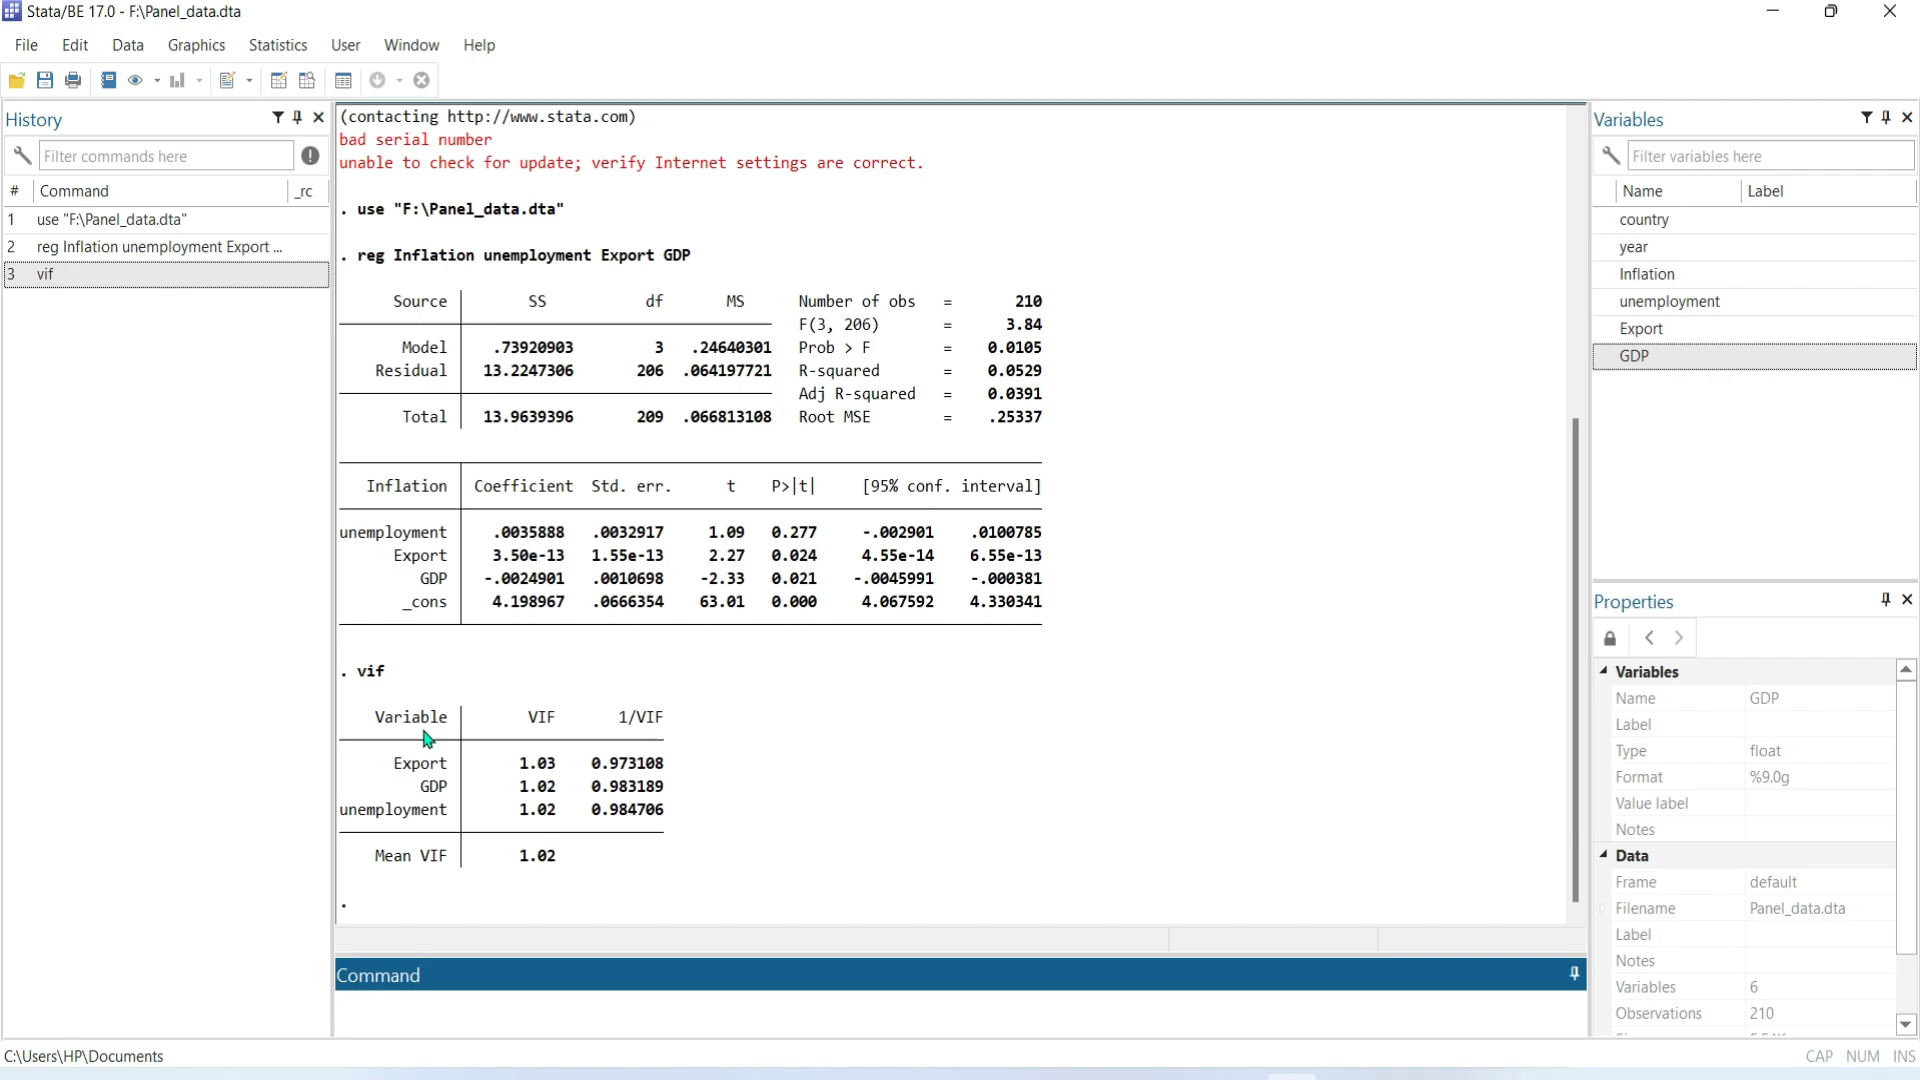 Stata/BE 17.0 - F:\Panel_data.dta
File Edit Data Graphics Statistics User Window Help
History
Filter commands here
# Command _rc
1 use "F:\Panel_data.dta"
2 reg Inflation unemployment Export ...
3 vif
(contacting http://www.stata.com)
bad serial number
unable to check for update; verify Internet settings are correct.
. use "F:\Panel_data.dta"
. reg Inflation unemployment Export GDP
Source SS df MS Number of obs = 210
F(3, 206) = 3.84
Model .73920903 3 .24640301 Prob > F = 0.0105
Residual 13.2247306 206 .064197721 R-squared = 0.0529
Adj R-squared = 0.0391
Total 13.9639396 209 .066813108 Root MSE = .25337
Inflation Coefficient Std. err. t P>|t| [95% conf. interval]
unemployment .0035888 .0032917 1.09 0.277 -.002901 .0100785
Export 3.50e-13 1.55e-13 2.27 0.024 4.55e-14 6.55e-13
GDP -.0024901 .0010698 -2.33 0.021 -.0045991 -.000381
_cons 4.198967 .0666354 63.01 0.000 4.067592 4.330341
. vif
Variable VIF 1/VIF
Export 1.03 0.973108
GDP 1.02 0.983189
unemployment 1.02 0.984706
Mean VIF 1.02
.
Command
Variables
Filter variables here
Name Label
country
year
Inflation
unemployment
Export
GDP
Properties
Variables
Name GDP
Label
Type float
Format %9.0g
Value label
Notes
Data
Frame default
Filename Panel_data.dta
Label
Notes
Variables 6
Observations 210
C:\Users\HP\Documents
CAP NUM INS